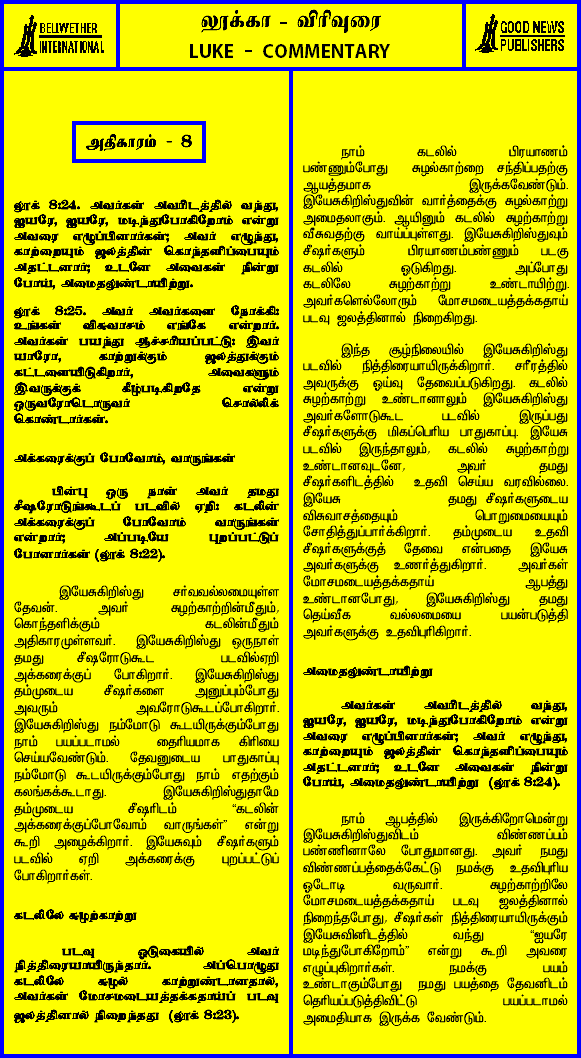 BELWETHER
INTERNATIONAL
லூக்கா - விரிவுரை
LUKE - COMMENTARY
GOOD NEWS
PUBLISHERS
அதிகாரம் - 8
லூக் 8:24. அவர்கள் அவரிடத்தில் வந்து,
ஐயரே, ஐயரே, மடிந்துபோகிறோம் என்று
அவரை எழுப்பினார்கள்; அவர் எழுந்து,
காற்றையும் ஜலத்தின் கொந்தளிப்பையும்
அதட்டினார்; உடனே அவைகள் நின்று
போய், அமைதலுண்டாயிற்று.
லூக் 8:25. அவர் அவர்களை நோக்கி:
உங்கள் விசுவாசம் எங்கே என்றார்.
அவர்கள் பயந்து ஆச்சரியப்பட்டு: இவர்
யாரோ, காற்றுக்கும் ஜலத்துக்கும்
கட்டளையிடுகிறார், அவைகளும்
இவருக்குக் கீழ்படிகிறதே என்று
ஒருவரோடொருவர் சொல்லிக்
கொண்டார்கள்.
அக்கரைக்குப் போவோம், வாருங்கள்
பின்பு ஒரு நாள் அவர் தமது
சீஷரோடுங்கூடப் படவில் ஏறி: கடலின்
அக்கரைக்குப் போவோம் வாருங்கள்
என்றார்; அப்படியே புறப்பட்டுப்
போனார்கள் (லூக் 8:22).
இயேசுகிறிஸ்து சர்வவல்லமையுள்ள
தேவன். அவர் சுழற்காற்றின்மீதும்,
கொந்தளிக்கும் கடலின்மீதும்
அதிகாரமுள்ளவர். இயேசுகிறிஸ்து ஒருநாள்
தமது சீஷரோடுகூட படவில்ஏறி
அக்கரைக்குப் போகிறார். இயேசுகிறிஸ்து
தம்முடைய சீஷர்களை அனுப்பும்போது
அவரும் அவரோடுகூடப்போகிறார்.
இயேசுகிறிஸ்து நம்மோடு கூடயிருக்கும்போது
நாம் பயப்படாமல் தைரியமாக கிரியை
செய்யவேண்டும். தேவனுடைய பாதுகாப்பு
நம்மோடு கூடயிருக்கும்போது நாம் எதற்கும்
கலங்கக்கூடாது. இயேசுகிறிஸ்துதாமே
தம்முடைய சீஷரிடம் “கடலின்
அக்கரைக்குப்போவோம் வாருங்கள்” என்று
கூறி அழைக்கிறார். இயேசுவும் சீஷர்களும்
படவில் ஏறி அக்கரைக்கு புறப்பட்டுப்
போகிறார்கள்.
கடலிலே சுழற்காற்று
படவு ஓடுகையில் அவர்
நித்திரையாயிருந்தார். அப்பொழுது
கடலிலே சுழல் காற்றுண்டானதால்,
அவர்கள் மோசமடையத்தக்கதாய்ப் படவு
ஜலத்தினால் நிறைந்தது (லூக் 8:23).
நாம் கடலில் பிரயாணம்
பண்ணும்போது சுழல்காற்றை சந்திப்பதற்கு
ஆயத்தமாக இருக்கவேண்டும்.
இயேசுகிறிஸ்துவின் வார்த்தைக்கு சுழல்காற்று
அமைதலாகும். ஆயினும் கடலில் சுழற்காற்று
வீசுவதற்கு வாய்ப்புள்ளது. இயேசுகிறிஸ்துவும்
சீஷர்களும் பிரயாணம்பண்ணும் படகு
கடலில் ஓடுகிறது. அப்போது
கடலிலே சுழற்காற்று உண்டாயிற்று.
அவர்களெல்லோரும் மோசமடையத்தக்கதாய்
படவு ஜலத்தினால் நிறைகிறது.
இந்த சூழ்நிலையில் இயேசுகிறிஸ்து
படவில் நித்திரையாயிருக்கிறார். சரீரத்தில்
அவருக்கு ஓய்வு தேவைப்படுகிறது. கடலில்
சுழற்காற்று உண்டானாலும் இயேசுகிறிஸ்து
அவர்களோடுகூட படவில் இருப்பது
சீஷர்களுக்கு மிகப்பெரிய பாதுகாப்பு. இயேசு
படவில் இருந்தாலும், கடலில் சுழற்காற்று
உண்டானவுடனே, அவர் தமது
சீஷர்களிடத்தில் உதவி செய்ய வரவில்லை.
இயேசு தமது சீஷர்களுடைய
விசுவாசத்தையும் பொறுமையையும்
சோதித்துப்பார்க்கிறார். தம்முடைய உதவி
சீஷர்களுக்குத் தேவை என்பதை இயேசு
அவர்களுக்கு உணர்த்துகிறார். அவர்கள்
மோசமடையத்தக்கதாய் ஆபத்து
உண்டானபோது, இயேசுகிறிஸ்து தமது
தெய்வீக வல்லமையை பயன்படுத்தி
அவர்களுக்கு உதவிபுரிகிறார்.
அமைதலுண்டாயிற்று
அவர்கள் அவரிடத்தில் வந்து,
ஐயரே, ஐயரே, மடிந்துபோகிறோம் என்று
அவரை எழுப்பினார்கள்; அவர் எழுந்து,
காற்றையும் ஜலத்தின் கொந்தளிப்பையும்
அதட்டினார்; உடனே அவைகள் நின்று
போய், அமைதலுண்டாயிற்று (லூக் 8:24).
நாம் ஆபத்தில் இருக்கிறோமென்று
இயேசுகிறிஸ்துவிடம் விண்ணப்பம்
பண்ணினாலே போதுமானது. அவர் நமது
விண்ணப்பத்தைக்கேட்டு நமக்கு உதவிபுரிய
ஓடோடி வருவார். சுழற்காற்றிலே
மோசமடையத்தக்கதாய் படவு ஜலத்தினால்
நிறைந்தபோது, சீஷர்கள் நித்திரையாயிருக்கும்
இயேசுவினிடத்தில் வந்து “ஐயரே
மடிந்துபோகிறோம்” என்று கூறி அவரை
எழுப்புகிறார்கள். நமக்கு பயம்
உண்டாகும்போது நமது பயத்தை தேவனிடம்
தெரியப்படுத்திவிட்டு பயப்படாமல்
அமைதியாக இருக்க வேண்டும்.